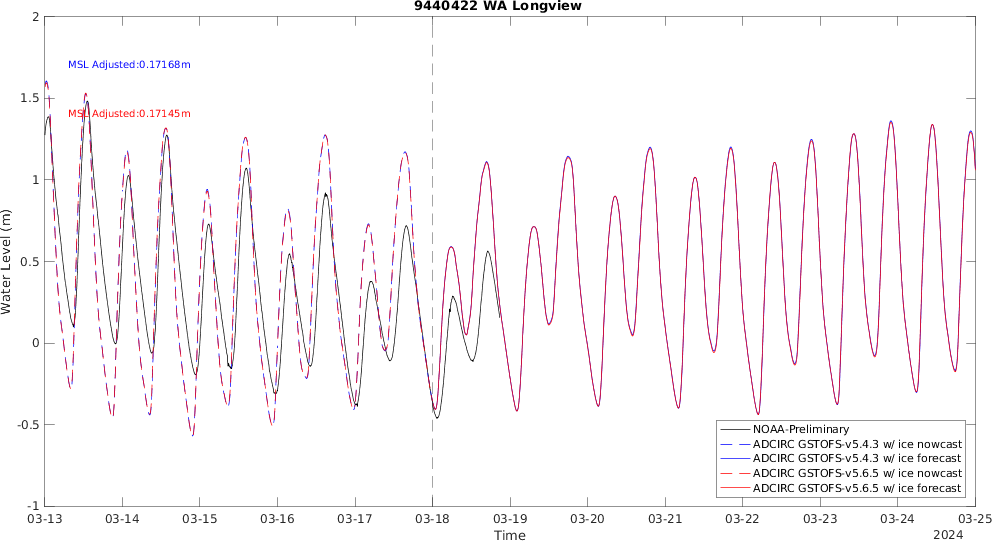 9440422 WA Longview
2
MSL Adjusted:0.17168m
1.5
MSL Adjusted:0.17145m
1
0.5
Water Level (m)
0
-0.5
-1
NOAA-Preliminary
ADCIRC GSTOFS-v5.4.3 w/ ice nowcast
ADCIRC GSTOFS-v5.4.3 w/ ice forecast
ADCIRC GSTOFS-v5.6.5 w/ ice nowcast
ADCIRC GSTOFS-v5.6.5 w/ ice forecast
03-13 03-14 03-15 03-16 03-17 03-18 03-19 03-20 03-21 03-22 03-23 03-24 03-25
Time
2024